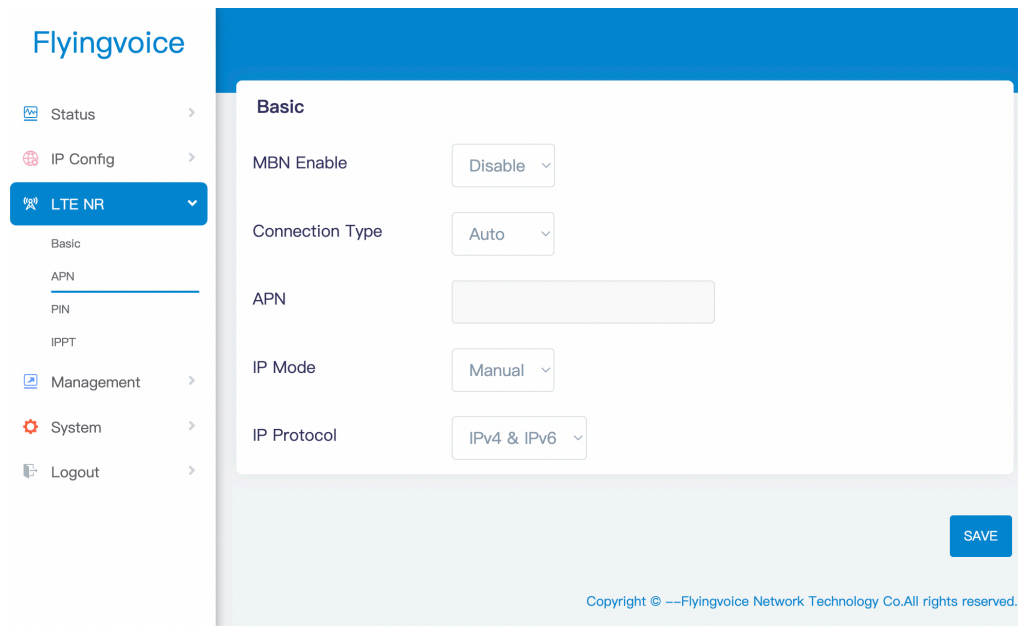 Flyingvoice
Status
IP Config
LTE NR
Basic
APN
PIN
IPPT
Management
System
Logout
Basic
MBN Enable
Disable
Connection Type
Auto
APN
IP Mode
Manual
IP Protocol
IPv4 & IPv6
SAVE
Copyright © --Flyingvoice Network Technology Co.All rights reserved.